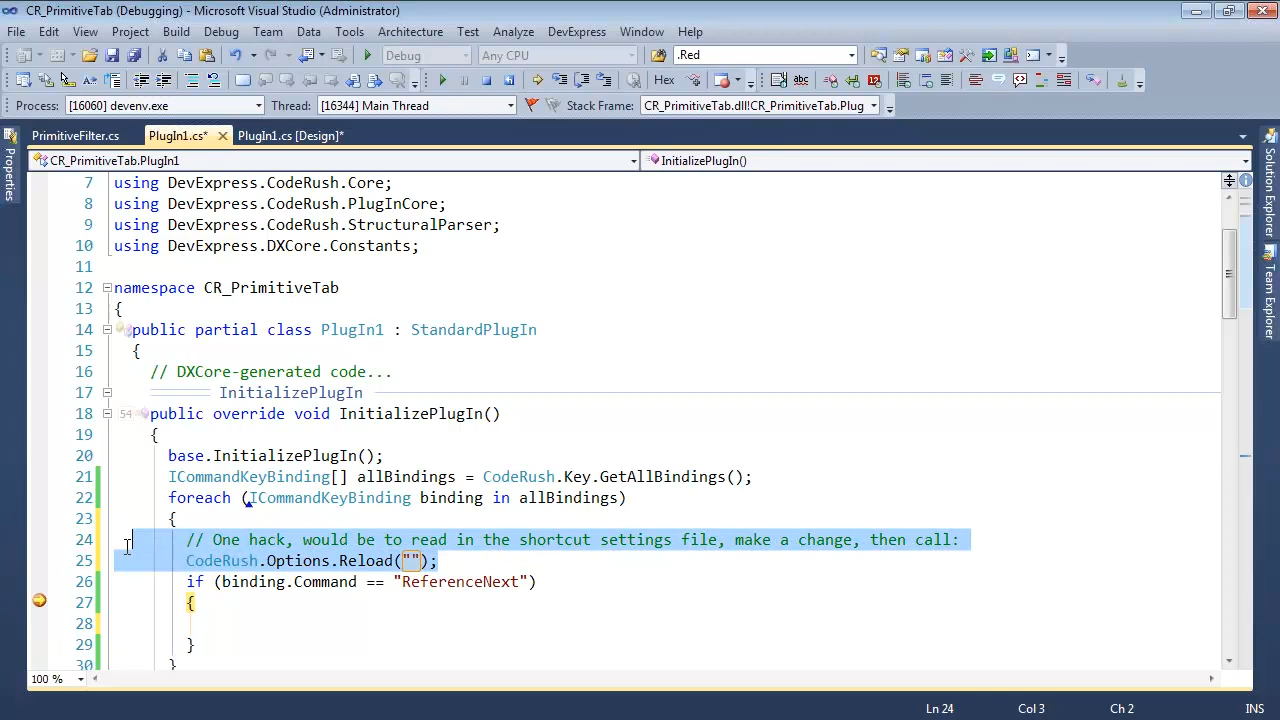 CR_PrimitiveTab (Debugging) - Microsoft Visual Studio (Administrator)
File Edit View Project Build Debug Team Data Tools Architecture Test Analyze DevExpress Window Help
Debug Any CPU .Red
Hex
Process: [16060] devenv.exe Thread: [16344] Main Thread Stack Frame: CR_PrimitiveTab.dll!CR_PrimitiveTab.Plug
PrimitiveFilter.cs PlugIn1.cs* PlugIn1.cs [Design]*
CR_PrimitiveTab.PlugIn1 InitializePlugIn()
Properties
Solution Explorer
Team Explorer
7 using DevExpress.CodeRush.Core;
8 using DevExpress.CodeRush.PlugInCore;
9 using DevExpress.CodeRush.StructuralParser;
10 using DevExpress.DXCore.Constants;
11
12 namespace CR_PrimitiveTab
13 {
14 public partial class PlugIn1 : StandardPlugIn
15 {
16 // DXCore-generated code...
17 InitializePlugIn
18 54 public override void InitializePlugIn()
19 {
20 base.InitializePlugIn();
21 ICommandKeyBinding[] allBindings = CodeRush.Key.GetAllBindings();
22 foreach (ICommandKeyBinding binding in allBindings)
23 {
24 // One hack, would be to read in the shortcut settings file, make a change, then call:
25 CodeRush.Options.Reload("");
26 if (binding.Command == "ReferenceNext")
27 {
28
29 }
30 }
100 %
Ln 24 Col 3 Ch 2 INS